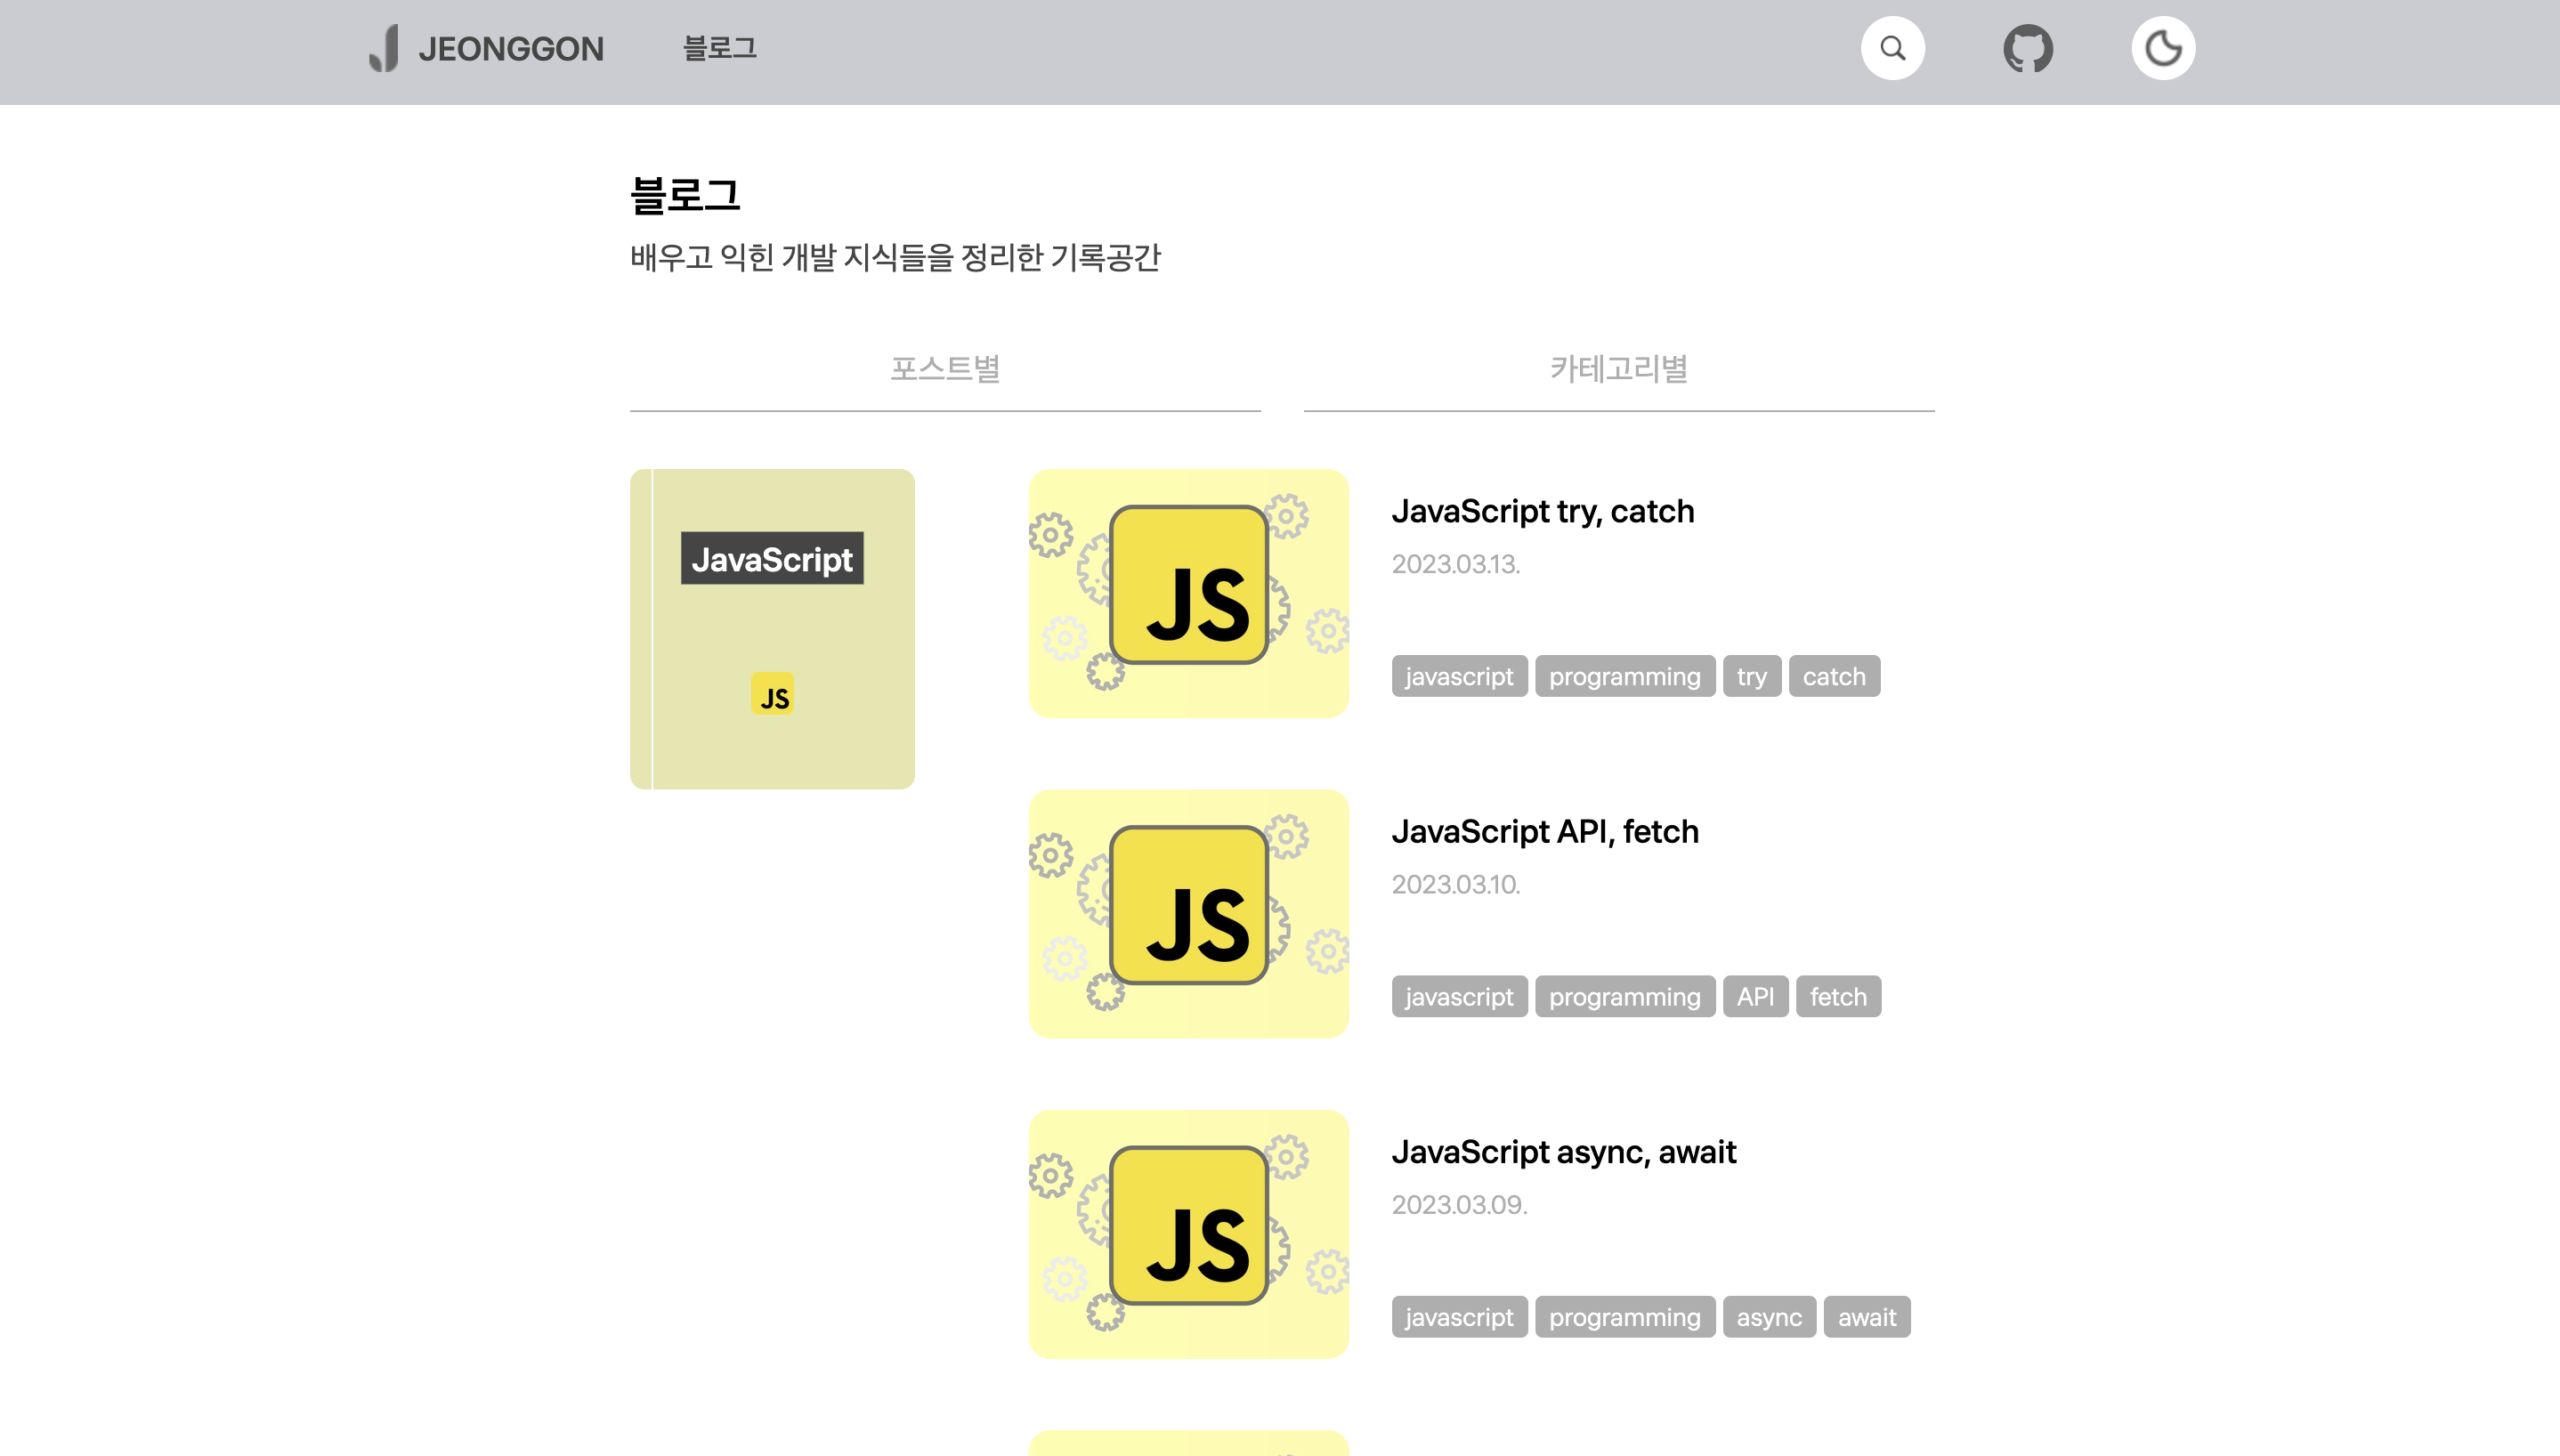 JEONGGON 블로그
블로그
배우고 익힌 개발 지식들을 정리한 기록공간
포스트별 카테고리별
JavaScript
JS
JS
JavaScript try, catch
2023.03.13.
javascript programming try catch
JS
JavaScript API, fetch
2023.03.10.
javascript programming API fetch
JS
JavaScript async, await
2023.03.09.
javascript programming async await